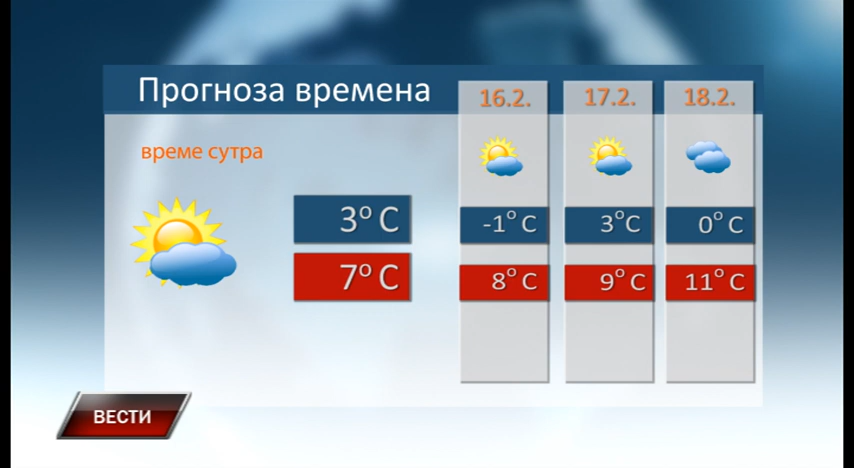 Прогноза времена
време сутра
3° C
7° C
16.2.
-1° C
8° C
17.2.
3°C
9° C
18.2.
0° C
11° C
ВЕСТИ